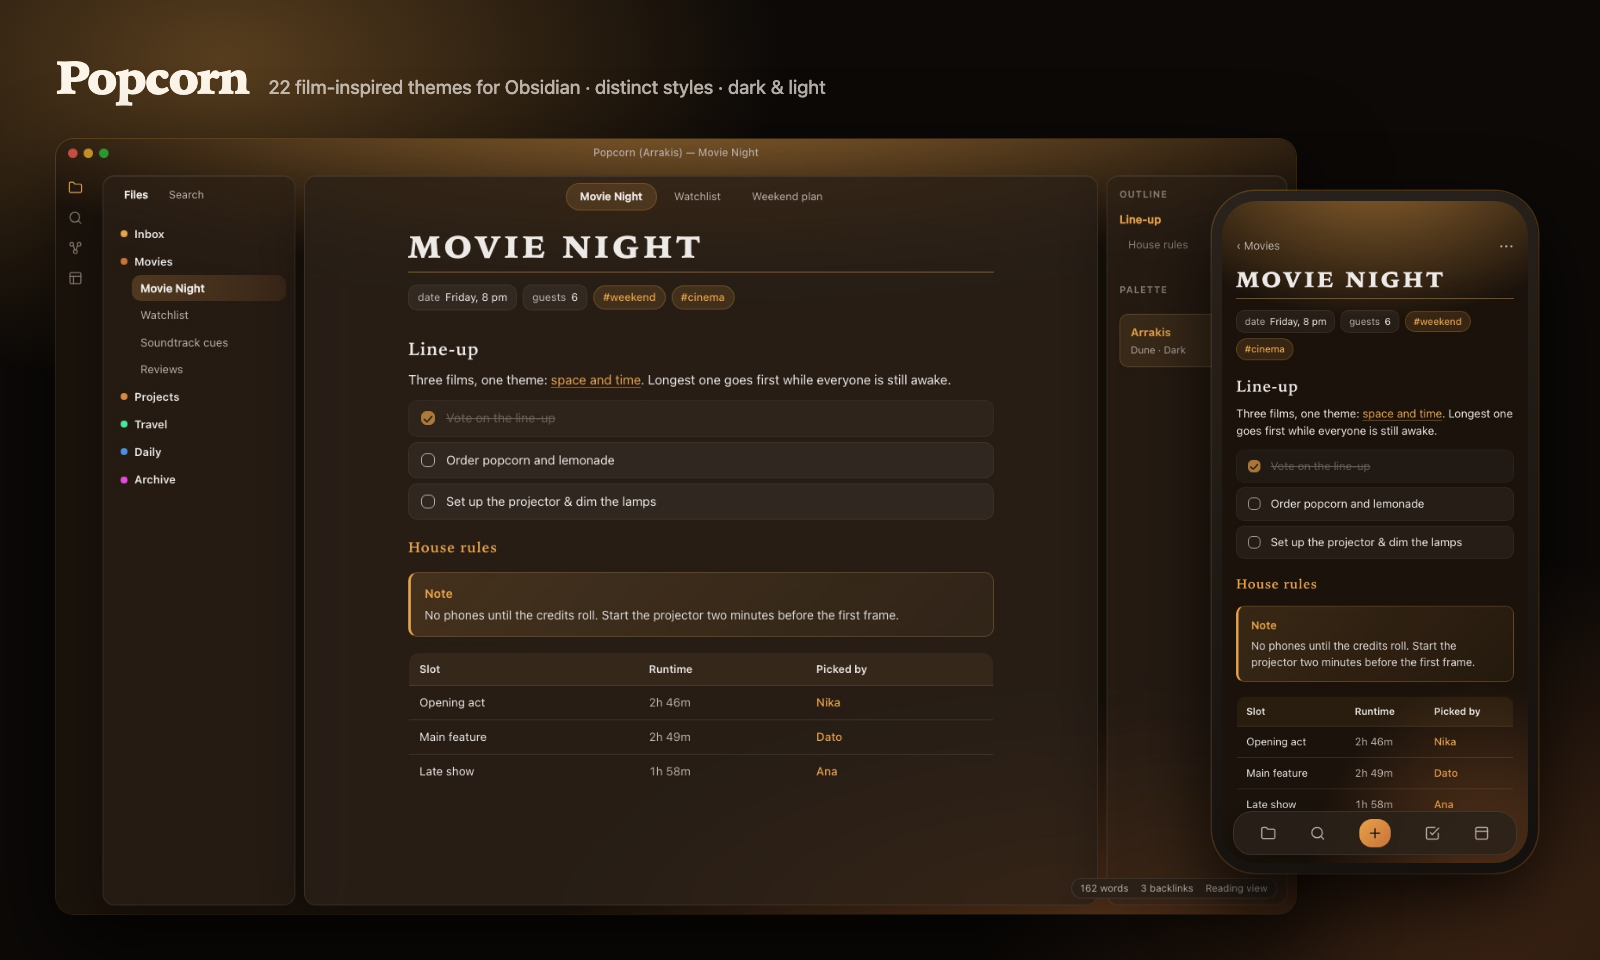 Popcorn
22 film-inspired themes for Obsidian · distinct styles · dark & light
Popcorn (Arrakis) — Movie Night
Files Search
Inbox
Movies
Movie Night
Watchlist
Soundtrack cues
Reviews
Projects
Travel
Daily
Archive
Movie Night Watchlist Weekend plan
MOVIE NIGHT
date Friday, 8 pm guests 6 #weekend #cinema
Line-up
Three films, one theme: space and time. Longest one goes first while everyone is still awake.
Vote on the line-up
Order popcorn and lemonade
Set up the projector & dim the lamps
House rules
Note
No phones until the credits roll. Start the projector two minutes before the first frame.
Slot Runtime Picked by
Opening act 2h 46m Nika
Main feature 2h 49m Dato
Late show 1h 58m Ana
OUTLINE
Line-up
House rules
PALETTE
Arrakis
Dune · Dark
162 words 3 backlinks Reading view
‹ Movies ···
MOVIE NIGHT
date Friday, 8 pm guests 6 #weekend
#cinema
Line-up
Three films, one theme: space and time. Longest one
goes first while everyone is still awake.
Vote on the line-up
Order popcorn and lemonade
Set up the projector & dim the lamps
House rules
Note
No phones until the credits roll. Start the
projector two minutes before the first frame.
Slot Runtime Picked by
Opening act 2h 46m Nika
Main feature 2h 49m Dato
Late show 1h 58m Ana